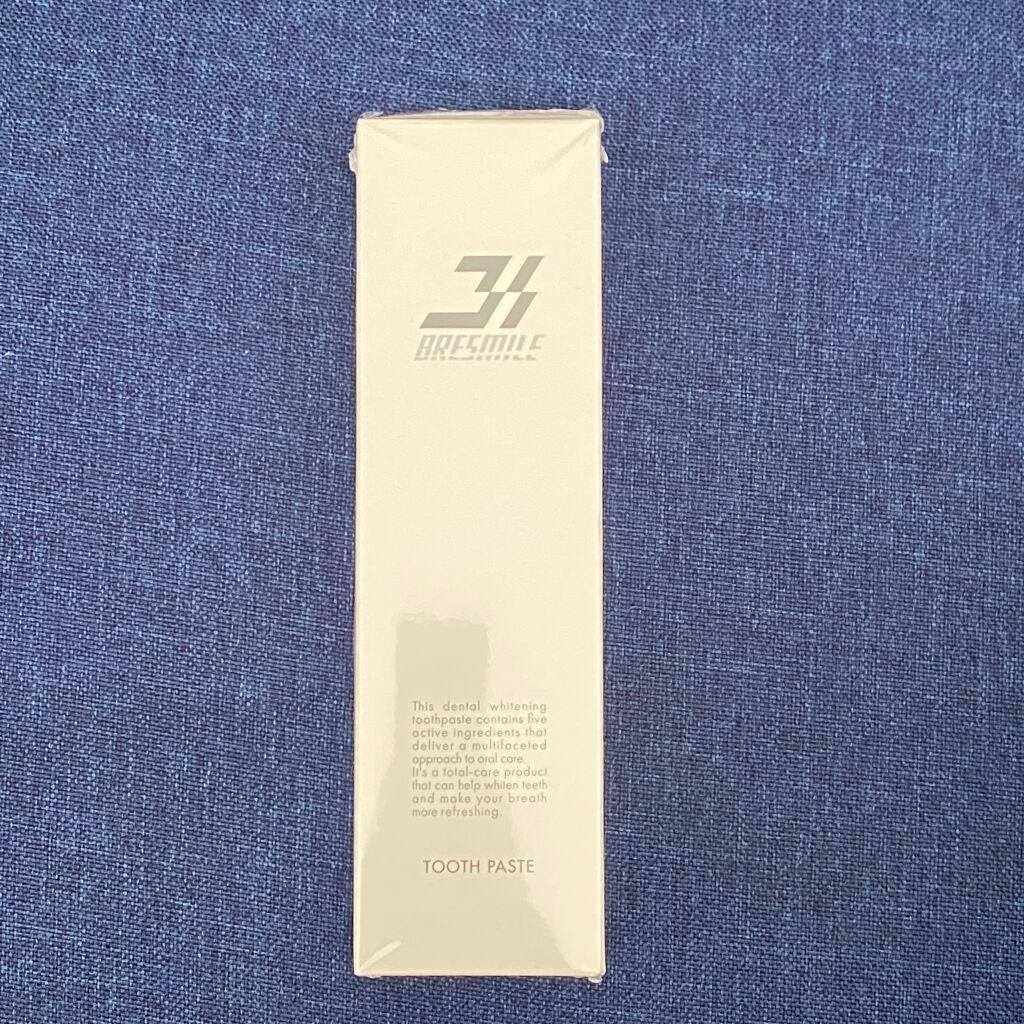 BRESMILE
This dental whitening
toothpaste contains five
active ingredients that
deliver a multifaceted
approach to oral care.
It's a total-care product
that can help whiten teeth
and make your breath
more refreshing.
TOOTH PASTE